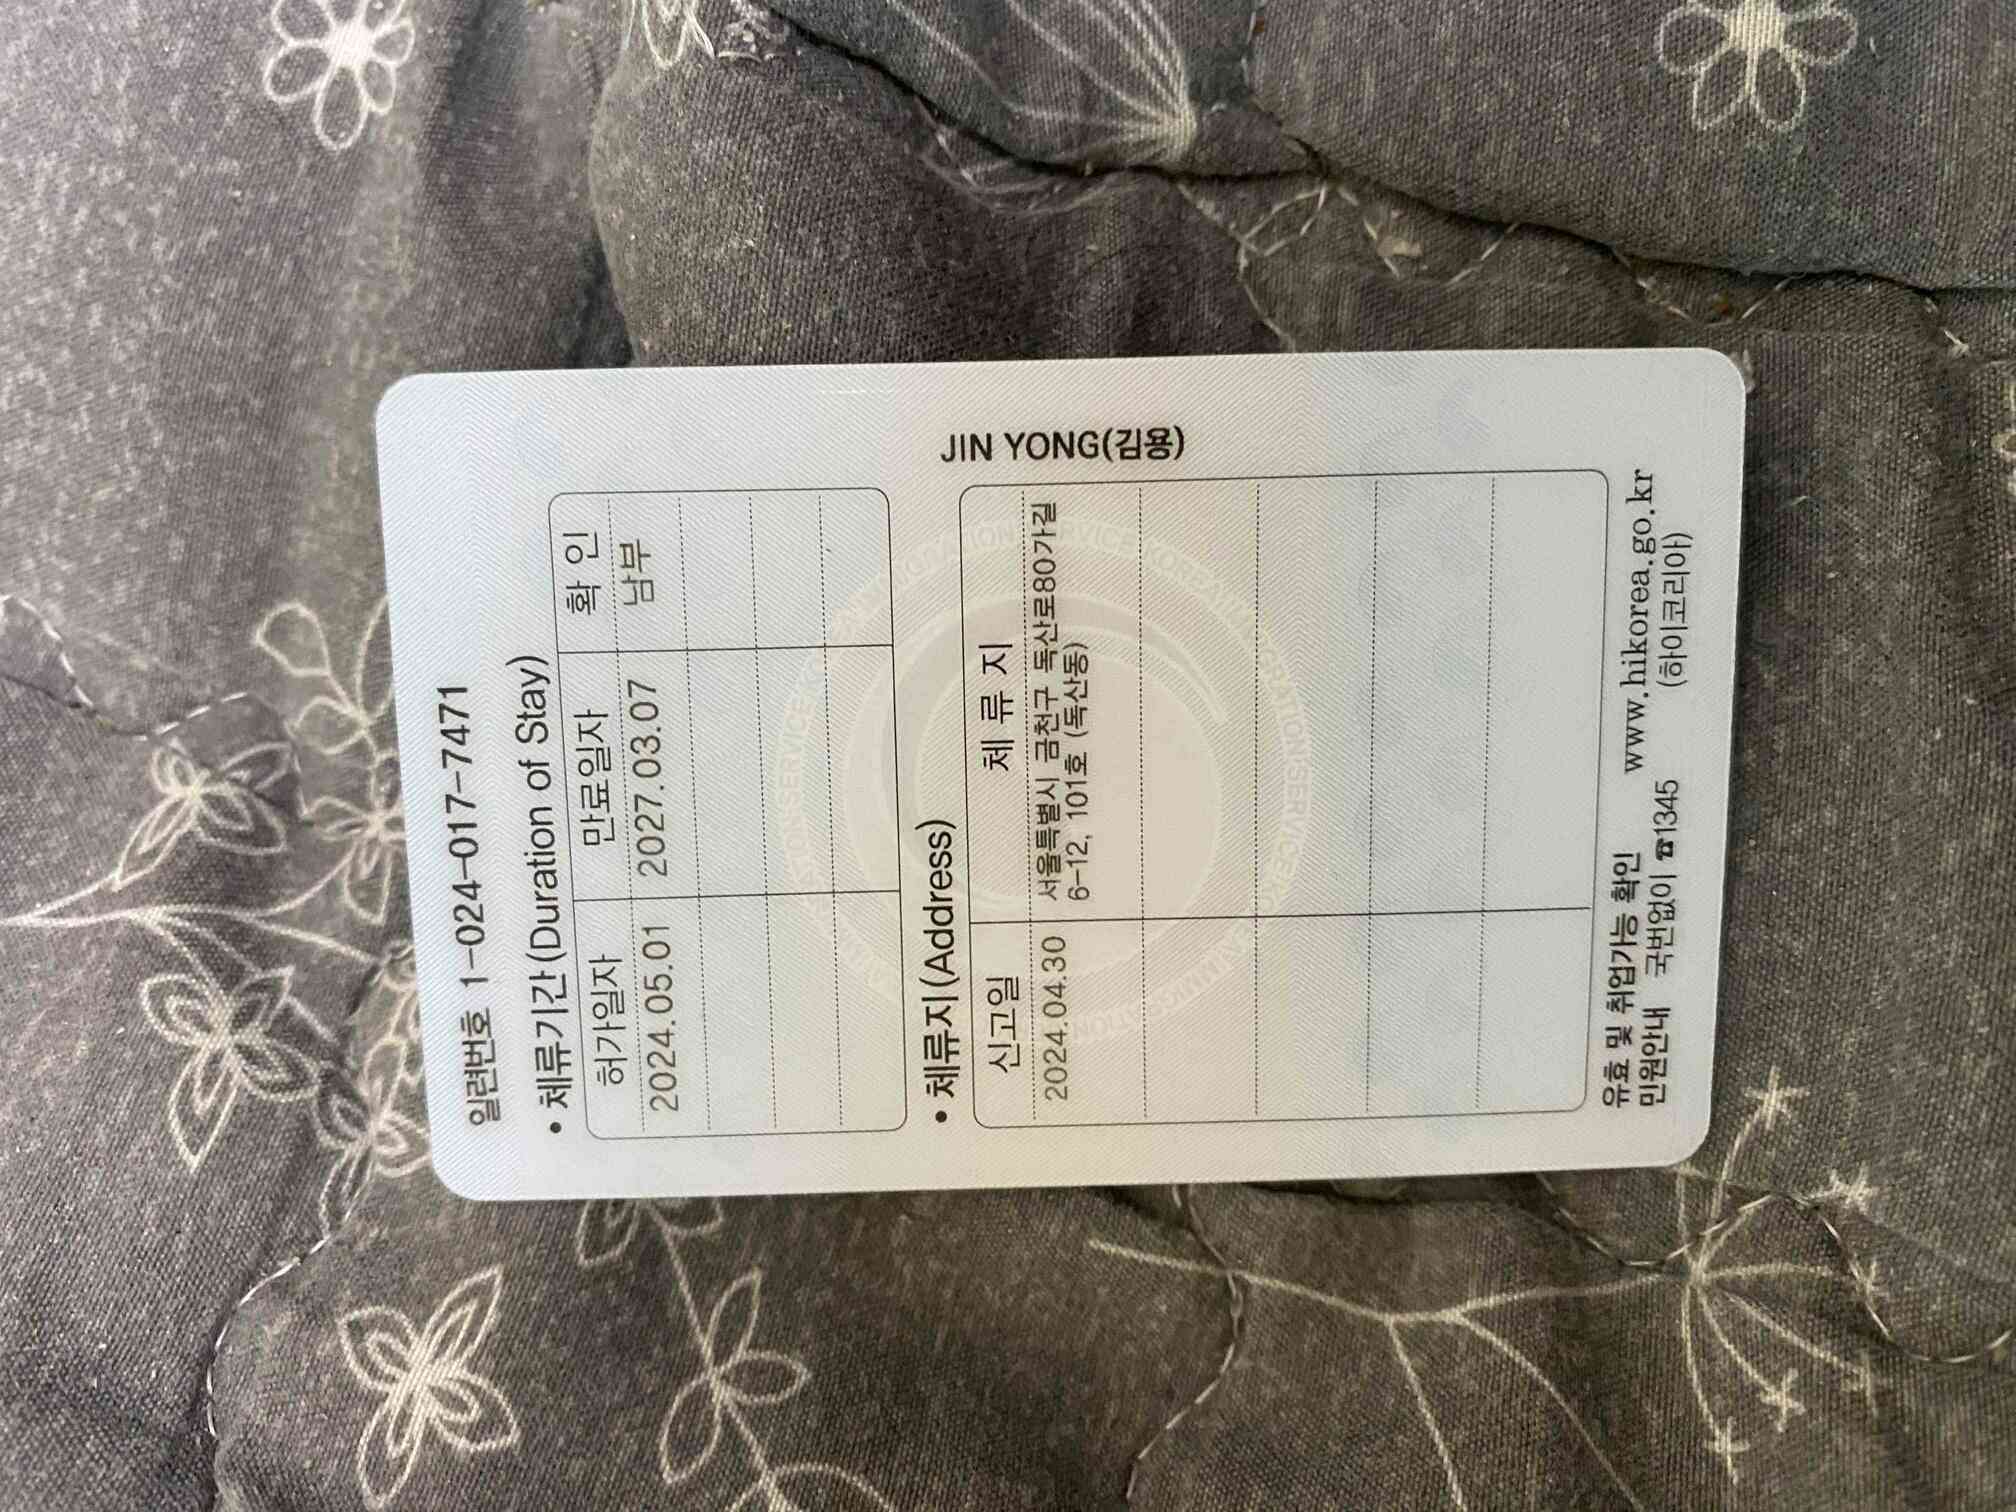 일련번호 1-024-017-7471
• 체류기간(Duration of Stay)
허가일자 만료일자 확 인
2024.05.01 2027.03.07 남부
• 체류지(Address)
신고일 체 류 지
2024.04.30 서울특별시 금천구 독산로80가길
6-12, 101호 (독산동)
유효 및 취업가능 확인 www.hikorea.go.kr
민원안내 국번없이 ☎1345 (하이코리아)
JIN YONG(김용)